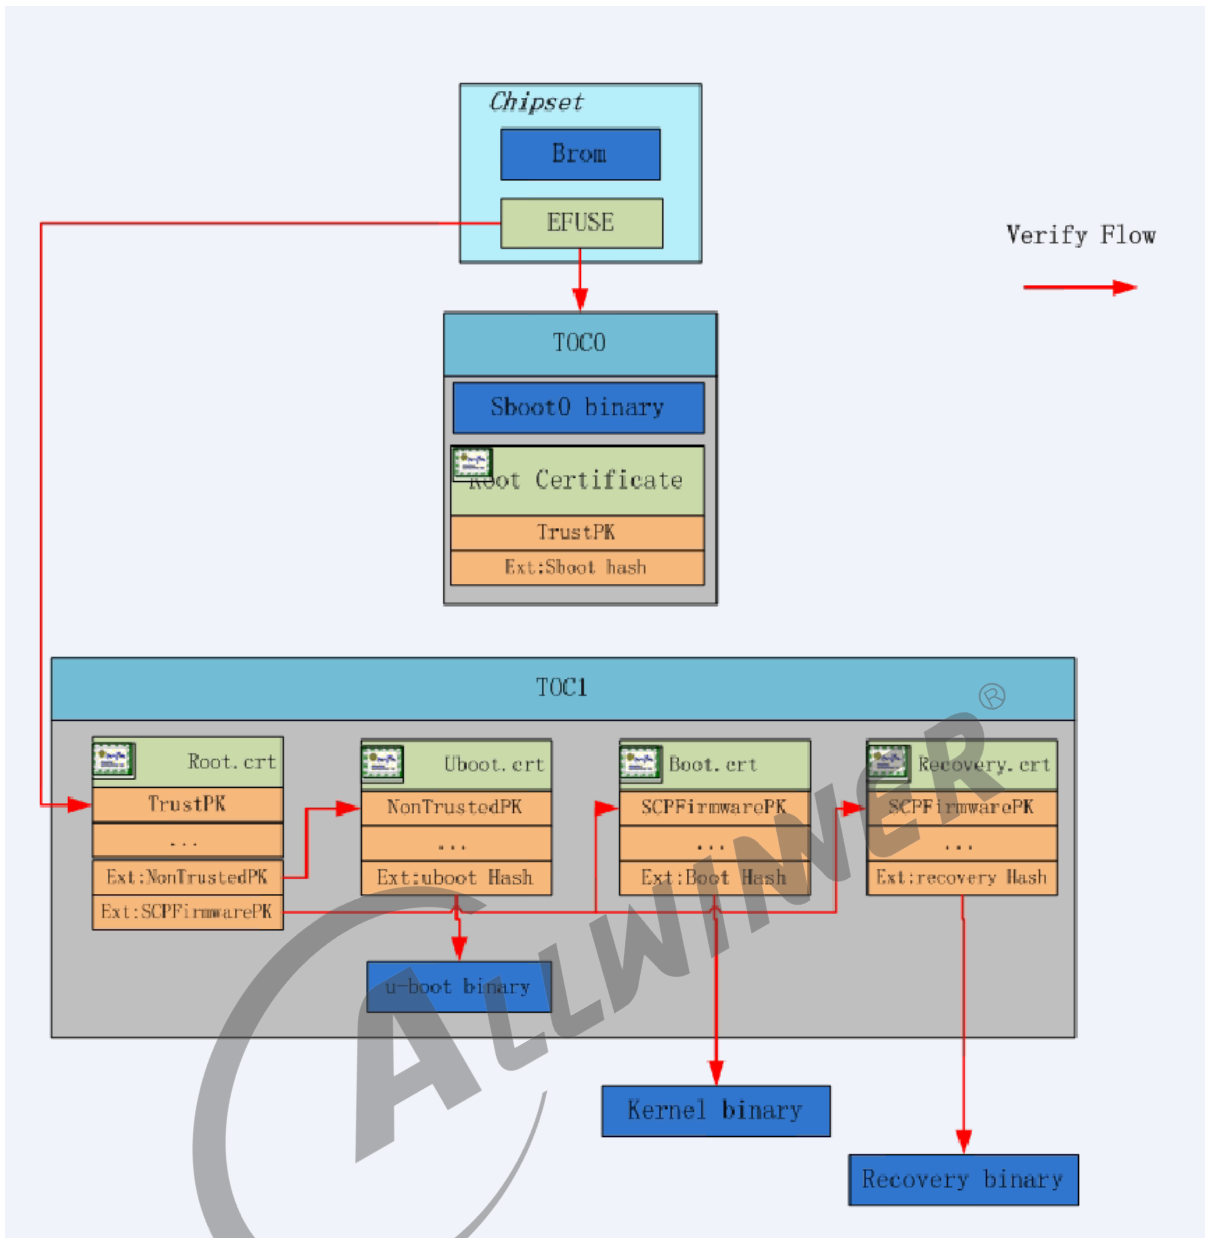 Chipset
Brom
EFUSE
Verify Flow
TOC0
Sboot0 binary
Root Certificate
TrustPK
Ext:Sboot hash
TOC1
Root.crt
TrustPK
...
Ext:NonTrustedPK
Ext:SCPFirmwarePK
Uboot.crt
NonTrustedPK
...
Ext:uboot Hash
u-boot binary
Boot.crt
SCPFirmwarePK
...
Ext:Boot Hash
Recovery.crt
SCPFirmwarePK
...
Ext:recovery Hash
Kernel binary
Recovery binary
ALLWINNER®